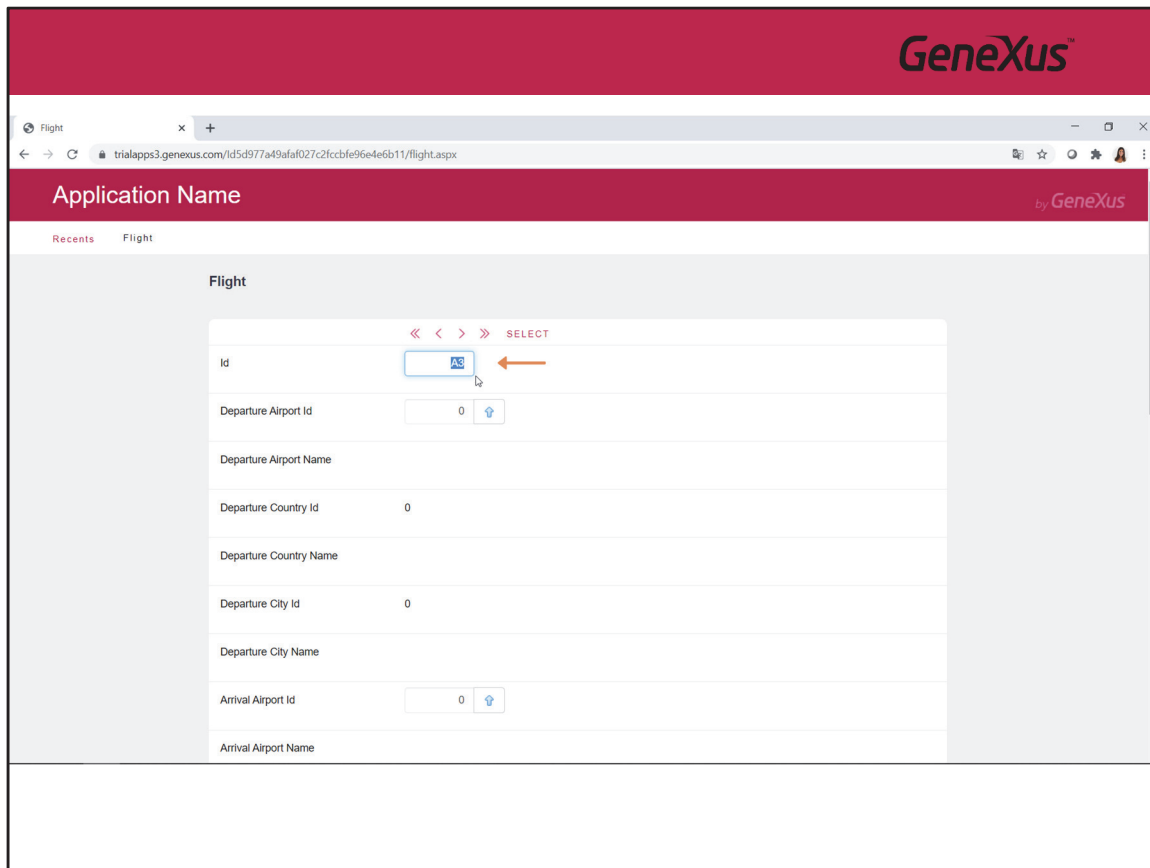 GeneXus™
Flight
trialapps3.genexus.com/Id5d977a49afaf027c2fccbfe96e4e6b11/flight.aspx
Application Name
by GeneXus
Recents Flight
Flight
SELECT
Id A3
Departure Airport Id 0
Departure Airport Name
Departure Country Id 0
Departure Country Name
Departure City Id 0
Departure City Name
Arrival Airport Id 0
Arrival Airport Name